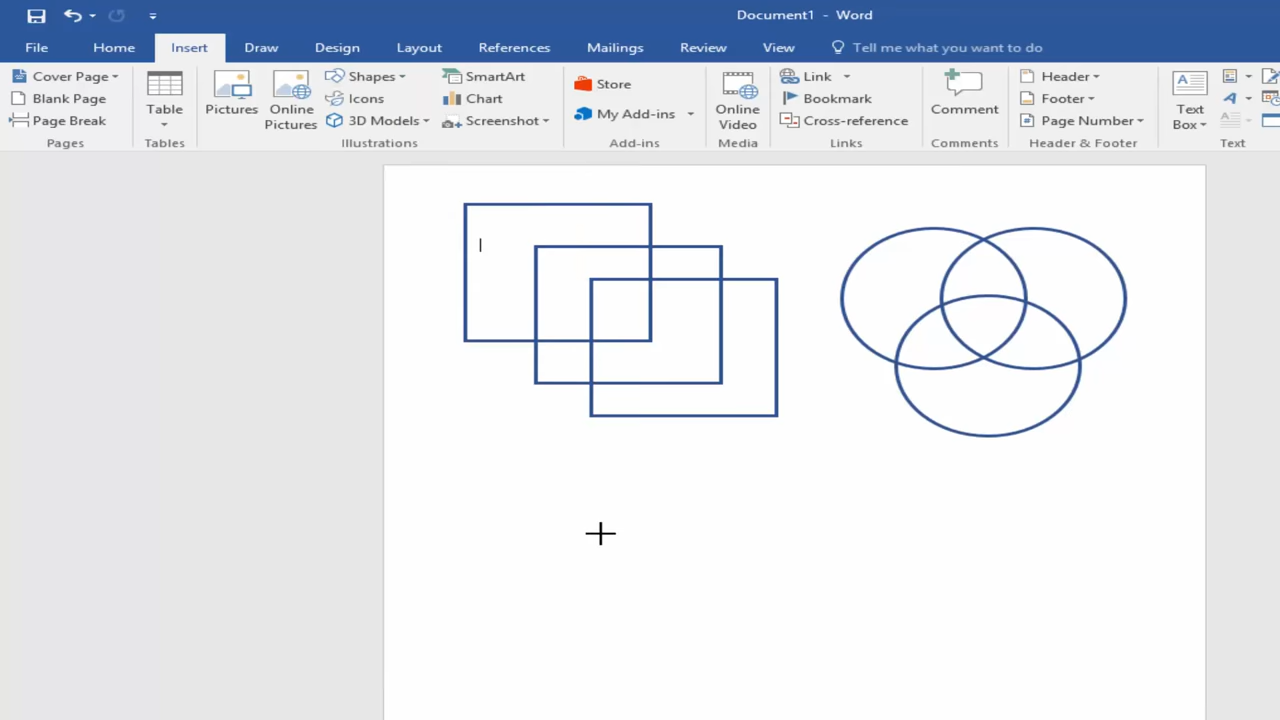 Document1 - Word
File Home Insert Draw Design Layout References Mailings Review View Tell me what you want to do
Cover Page
Blank Page
Page Break
Pages
Table
Tables
Pictures
Online
Pictures
Shapes
Icons
3D Models
SmartArt
Chart
Screenshot
Illustrations
Store
My Add-ins
Add-ins
Online
Video
Media
Link
Bookmark
Cross-reference
Links
Comment
Comments
Header
Footer
Page Number
Header & Footer
A
Text
Box
A
A
Text